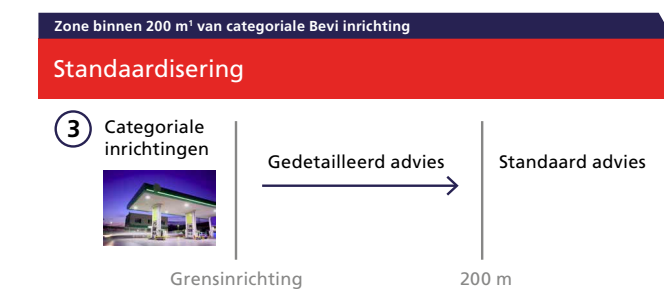 Zone binnen 200 m¹ van categoriale Bevi inrichting
Standaardisering
3 Categoriale
inrichtingen
Gedetailleerd advies
Standaard advies
Grensinrichting
200 m